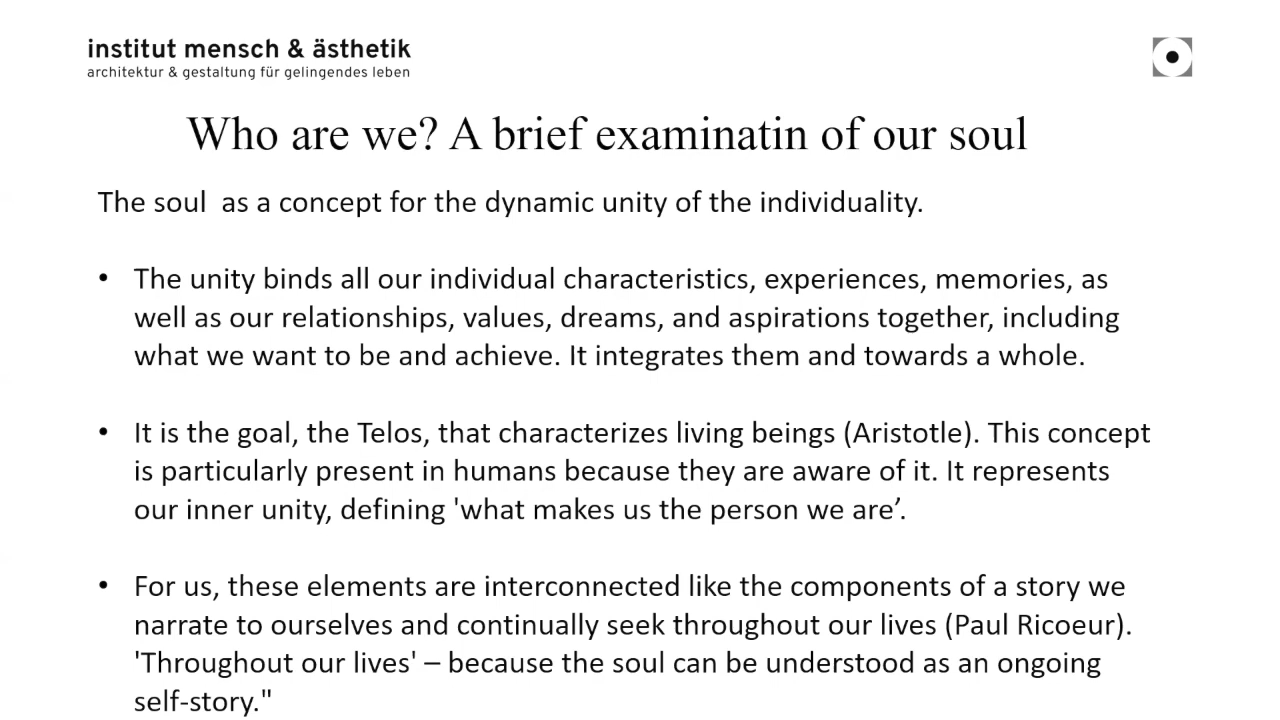 institut mensch & ästhetik
architektur & gestaltung für gelingendes leben
Who are we? A brief examinatin of our soul
The soul  as a concept for the dynamic unity of the individuality.
• The unity binds all our individual characteristics, experiences, memories, as
well as our relationships, values, dreams, and aspirations together, including
what we want to be and achieve. It integrates them and towards a whole.
• It is the goal, the Telos, that characterizes living beings (Aristotle). This concept
is particularly present in humans because they are aware of it. It represents
our inner unity, defining 'what makes us the person we are’.
• For us, these elements are interconnected like the components of a story we
narrate to ourselves and continually seek throughout our lives (Paul Ricoeur).
'Throughout our lives' – because the soul can be understood as an ongoing
self-story."